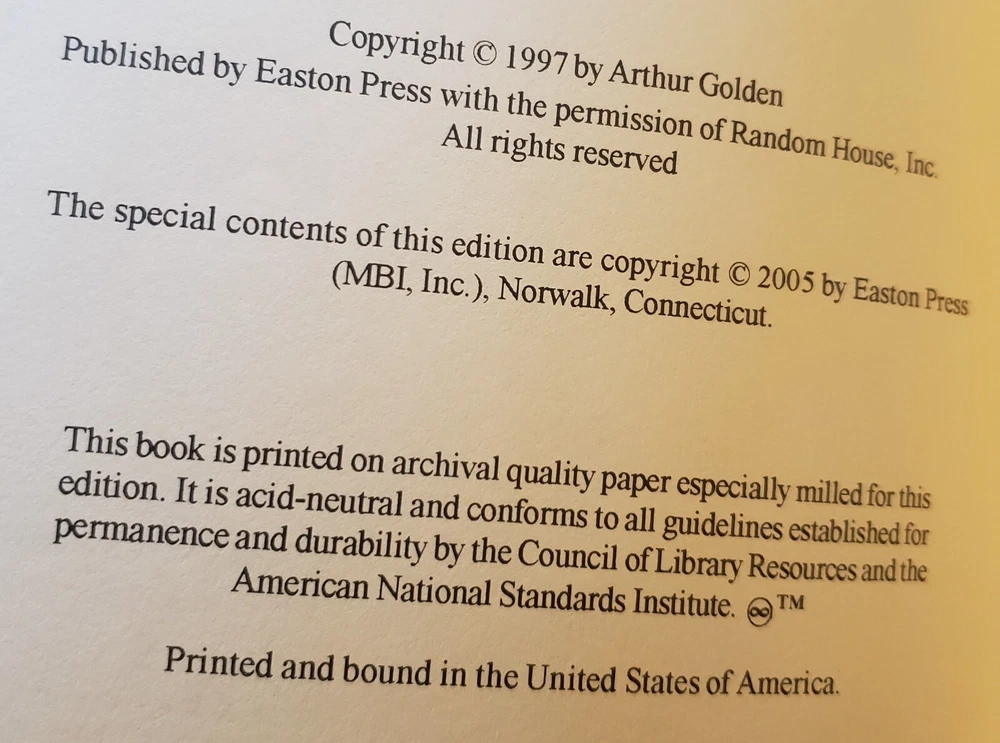 Copyright © 1997 by Arthur Golden
Published by Easton Press with the permission of Random House, Inc.
All rights reserved
The special contents of this edition are copyright © 2005 by Easton Press
(MBI, Inc.), Norwalk, Connecticut.
This book is printed on archival quality paper especially milled for this
edition. It is acid-neutral and conforms to all guidelines established for
permanence and durability by the Council of Library Resources and the
American National Standards Institute. ♾™
Printed and bound in the United States of America.